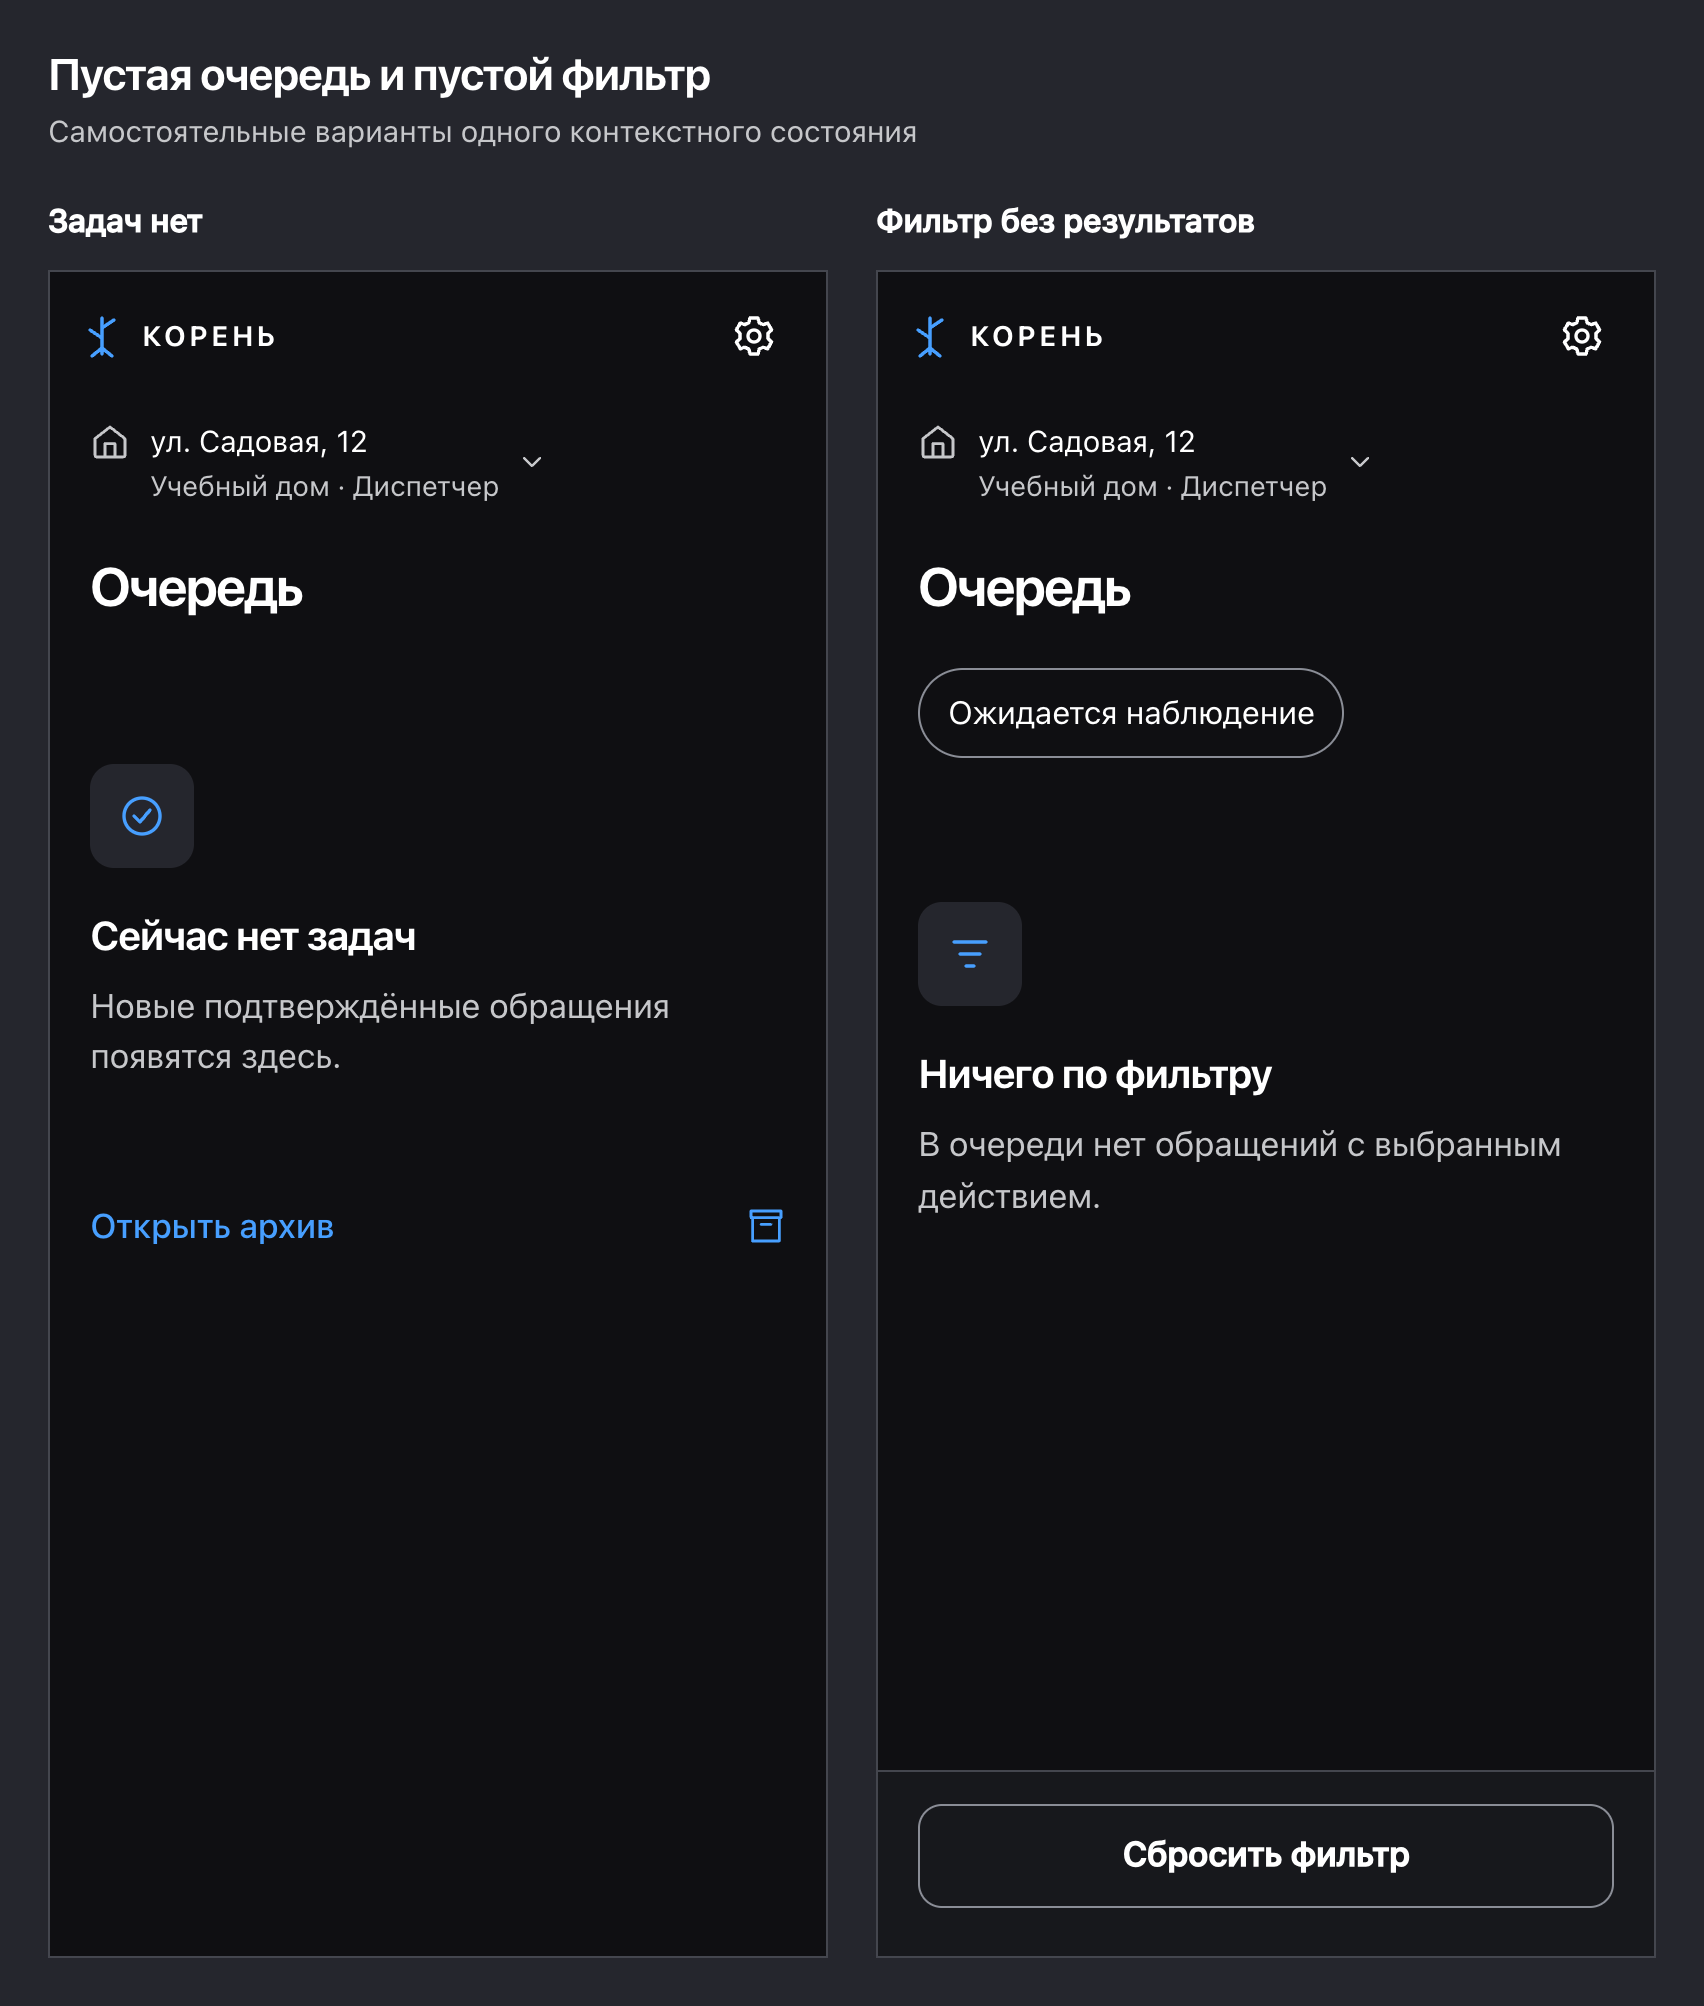 Пустая очередь и пустой фильтр
Самостоятельные варианты одного контекстного состояния
Задач нет
КОРЕНЬ
ул. Садовая, 12
Учебный дом · Диспетчер
Очередь
Сейчас нет задач
Новые подтверждённые обращения
появятся здесь.
Открыть архив
Фильтр без результатов
КОРЕНЬ
ул. Садовая, 12
Учебный дом · Диспетчер
Очередь
Ожидается наблюдение
Ничего по фильтру
В очереди нет обращений с выбранным
действием.
Сбросить фильтр